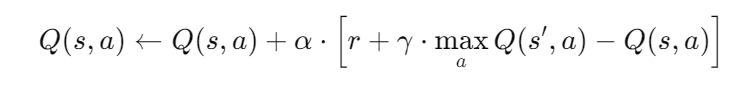 Q(s, a) ← Q(s, a) + α · [r + γ · max_a Q(s′, a) − Q(s, a)]